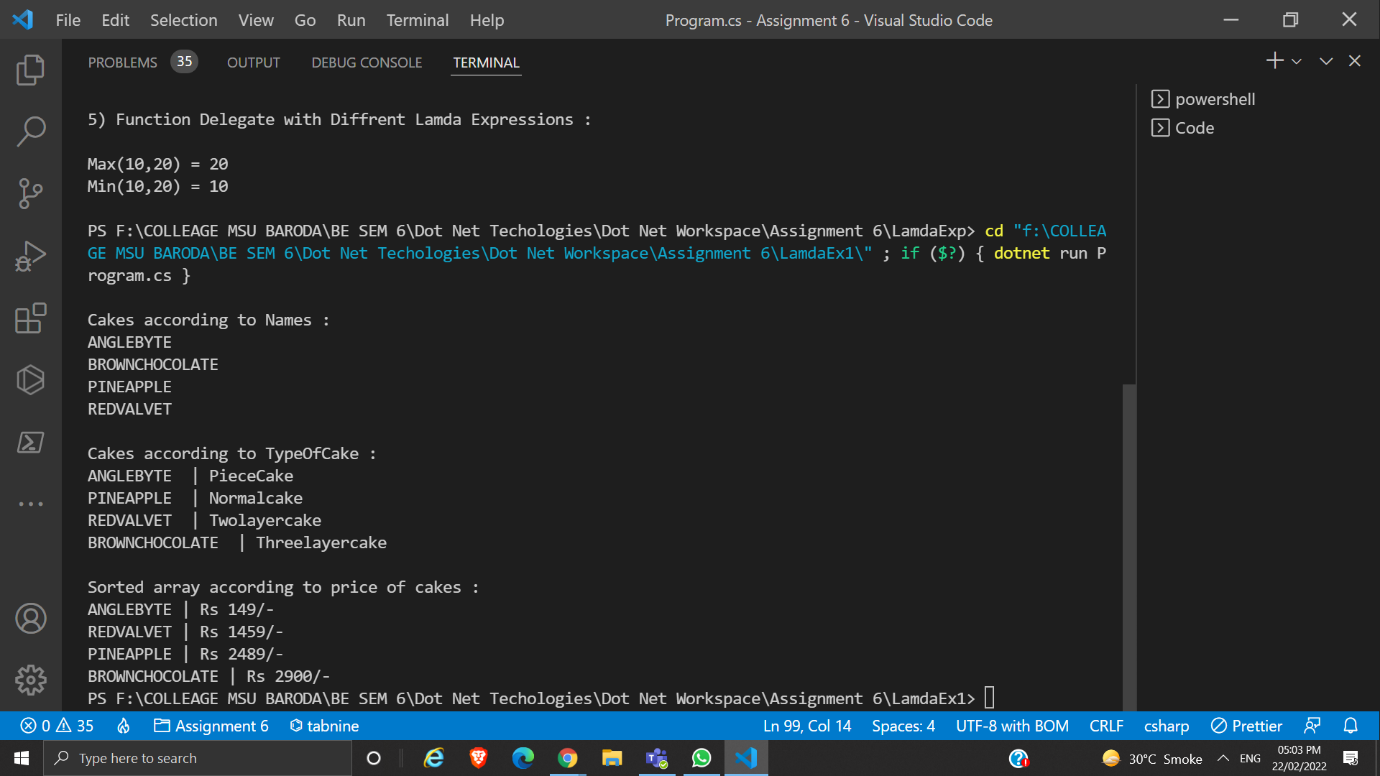 File Edit Selection View Go Run Terminal Help Program.cs - Assignment 6 - Visual Studio Code
PROBLEMS 35 OUTPUT DEBUG CONSOLE TERMINAL
powershell
Code
5) Function Delegate with Diffrent Lamda Expressions :
Max(10,20) = 20
Min(10,20) = 10
PS F:\COLLEAGE MSU BARODA\BE SEM 6\Dot Net Techologies\Dot Net Workspace\Assignment 6\LamdaExp> cd "f:\COLLEA
GE MSU BARODA\BE SEM 6\Dot Net Techologies\Dot Net Workspace\Assignment 6\LamdaEx1\" ; if ($?) { dotnet run P
rogram.cs }
Cakes according to Names :
ANGLEBYTE
BROWNCHOCOLATE
PINEAPPLE
REDVALVET
Cakes according to TypeOfCake :
ANGLEBYTE | PieceCake
PINEAPPLE | Normalcake
REDVALVET | Twolayercake
BROWNCHOCOLATE | Threelayercake
Sorted array according to price of cakes :
ANGLEBYTE | Rs 149/-
REDVALVET | Rs 1459/-
PINEAPPLE | Rs 2489/-
BROWNCHOCOLATE | Rs 2900/-
PS F:\COLLEAGE MSU BARODA\BE SEM 6\Dot Net Techologies\Dot Net Workspace\Assignment 6\LamdaEx1>
0 35 Assignment 6 tabnine Ln 99, Col 14 Spaces: 4 UTF-8 with BOM CRLF csharp Prettier
Type here to search 30°C Smoke ENG 05:03 PM
22/02/2022